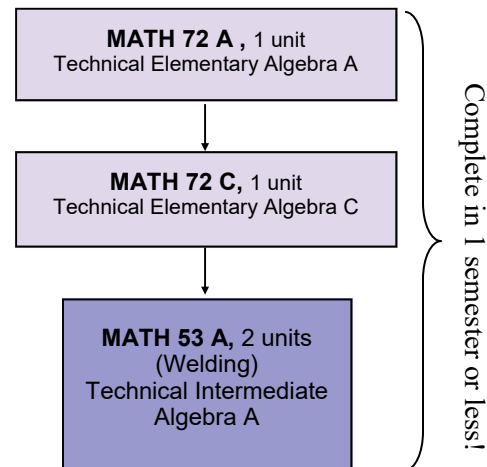 MATH 72 A , 1 unit
Technical Elementary Algebra A
MATH 72 C, 1 unit
Technical Elementary Algebra C
MATH 53 A, 2 units
(Welding)
Technical Intermediate
Algebra A
Complete in 1 semester or less!